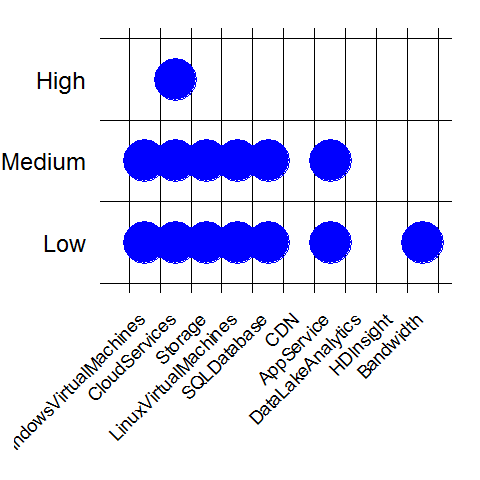 High
Medium
Low
ndowsVirtualMachines
CloudServices
Storage
LinuxVirtualMachines
SQLDatabase
CDN
AppService
DataLakeAnalytics
HDInsight
Bandwidth